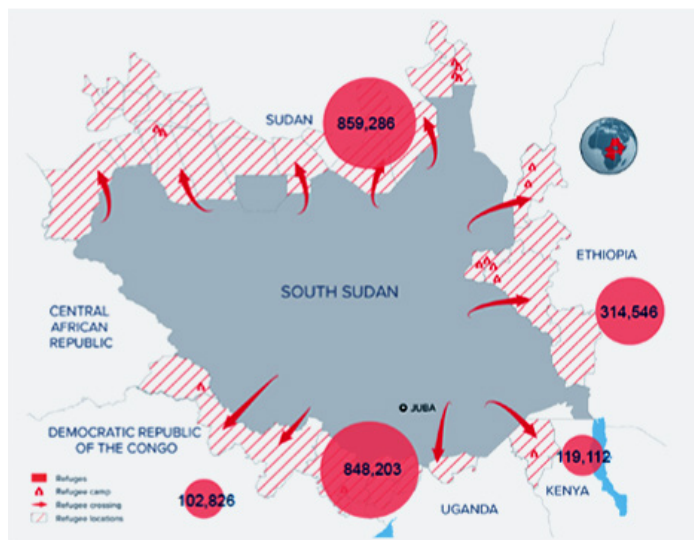 SUDAN
859,286
ETHIOPIA
SOUTH SUDAN
314,546
CENTRAL
AFRICAN
REPUBLIC
JUBA
DEMOCRATIC REPUBLIC
OF THE CONGO
848,203
119,112
Refuges
Refugee camp
Refugee crossing
Refugee locations
102,826
KENYA
UGANDA